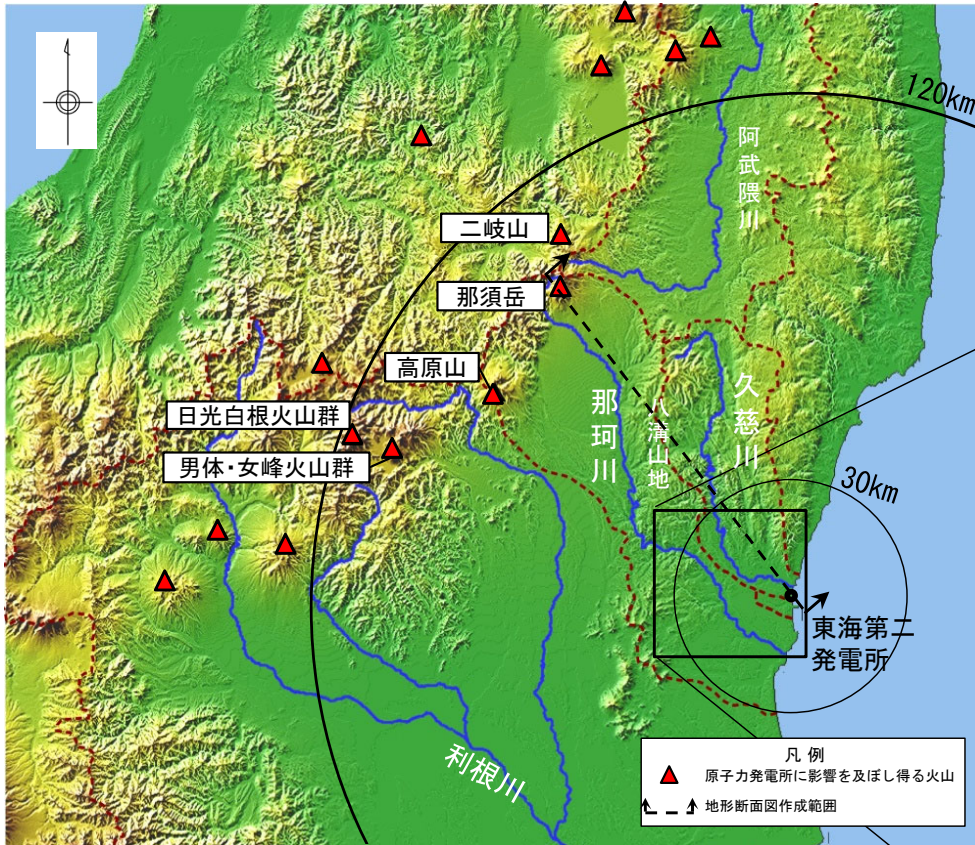 120km
阿武隈川
二岐山
那須岳
高原山
日光白根火山群
男体・女峰火山群
那珂川
八溝山地
久慈川
30km
東海第二
発電所
利根川
凡例
原子力発電所に影響を及ぼし得る火山
地形断面図作成範囲